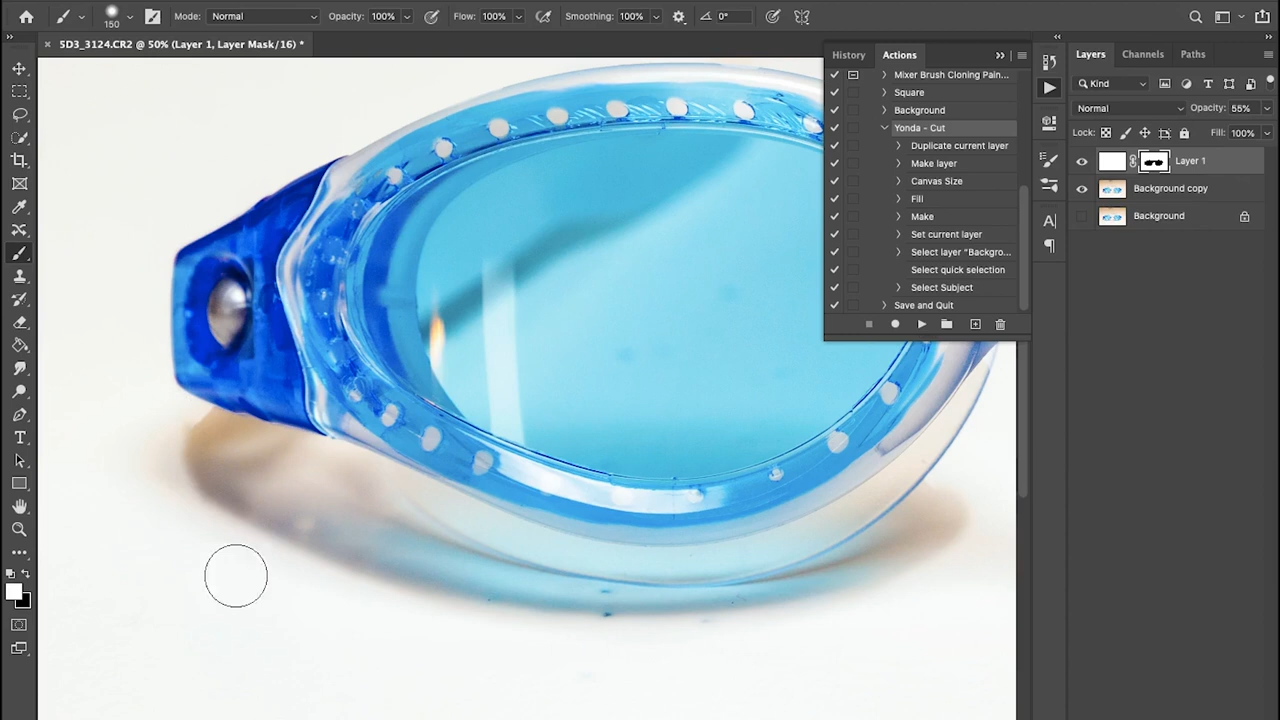 150
Mode: Normal Opacity: 100% Flow: 100% Smoothing: 100% 0°
5D3_3124.CR2 @ 50% (Layer 1, Layer Mask/16) *
History Actions
Mixer Brush Cloning Pain...
Square
Background
Yonda - Cut
Duplicate current layer
Make layer
Canvas Size
Fill
Make
Set current layer
Select layer “Backgro...
Select quick selection
Select Subject
Save and Quit
Layers Channels Paths
Kind
Normal Opacity: 55%
Lock: Fill: 100%
Layer 1
Background copy
Background